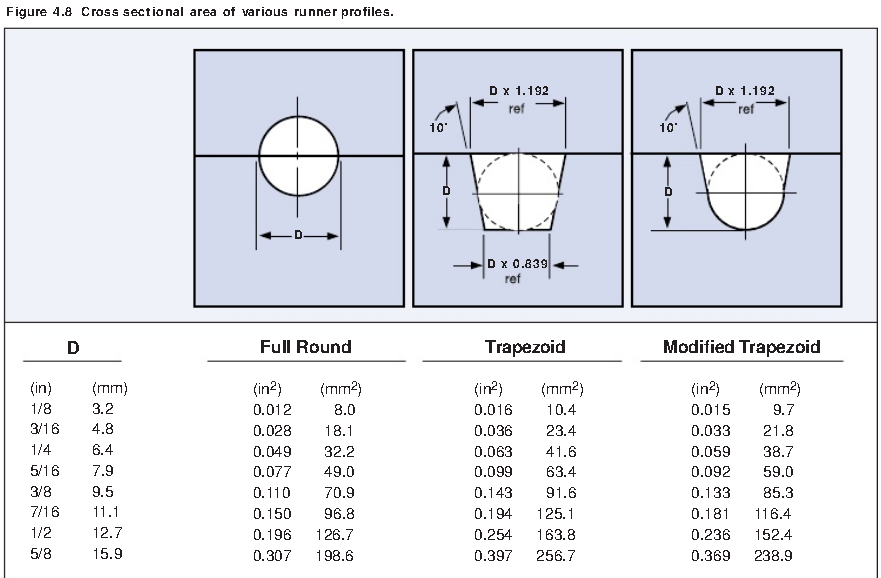 Figure 4.8 Cross sectional area of various runner profiles.
D
D x 1.192
ref
10°
D
D x 0.839
ref
D x 1.192
ref
10°
D
D Full Round Trapezoid Modified Trapezoid
(in) (mm) (in²) (mm²) (in²) (mm²) (in²) (mm²)
1/8 3.2 0.012 8.0 0.016 10.4 0.015 9.7
3/16 4.8 0.028 18.1 0.036 23.4 0.033 21.8
1/4 6.4 0.049 32.2 0.063 41.6 0.059 38.7
5/16 7.9 0.077 49.0 0.099 63.4 0.092 59.0
3/8 9.5 0.110 70.9 0.143 91.6 0.133 85.3
7/16 11.1 0.150 96.8 0.194 125.1 0.181 116.4
1/2 12.7 0.196 126.7 0.254 163.8 0.236 152.4
5/8 15.9 0.307 198.6 0.397 256.7 0.369 238.9